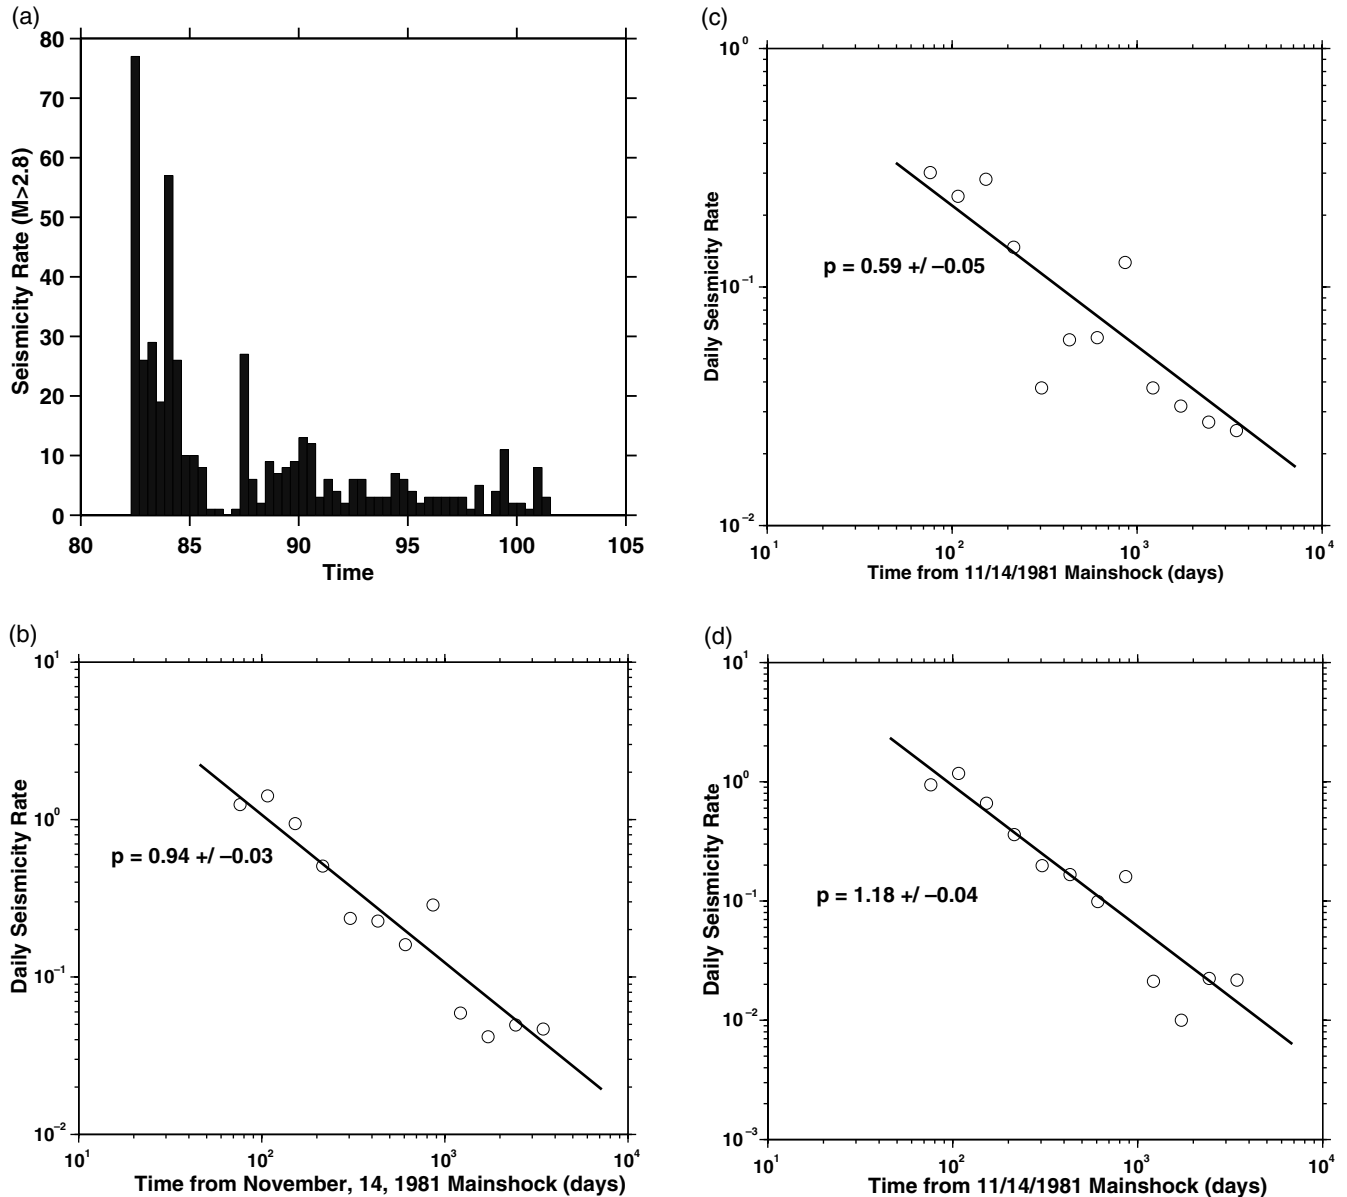 (a)
80
70
60
50
40
30
20
10
0
Seismicity Rate (M>2.8)
80 85 90 95 100 105
Time
(c)
10^0
10^-1
10^-2
Daily Seismicity Rate
p = 0.59 +/ –0.05
10^1 10^2 10^3 10^4
Time from 11/14/1981 Mainshock (days)
(b)
10^1
10^0
10^-1
10^-2
Daily Seismicity Rate
p = 0.94 +/ –0.03
10^1 10^2 10^3 10^4
Time from November, 14, 1981 Mainshock (days)
(d)
10^1
10^0
10^-1
10^-2
10^-3
Daily Seismicity Rate
p = 1.18 +/ –0.04
10^1 10^2 10^3 10^4
Time from 11/14/1981 Mainshock (days)